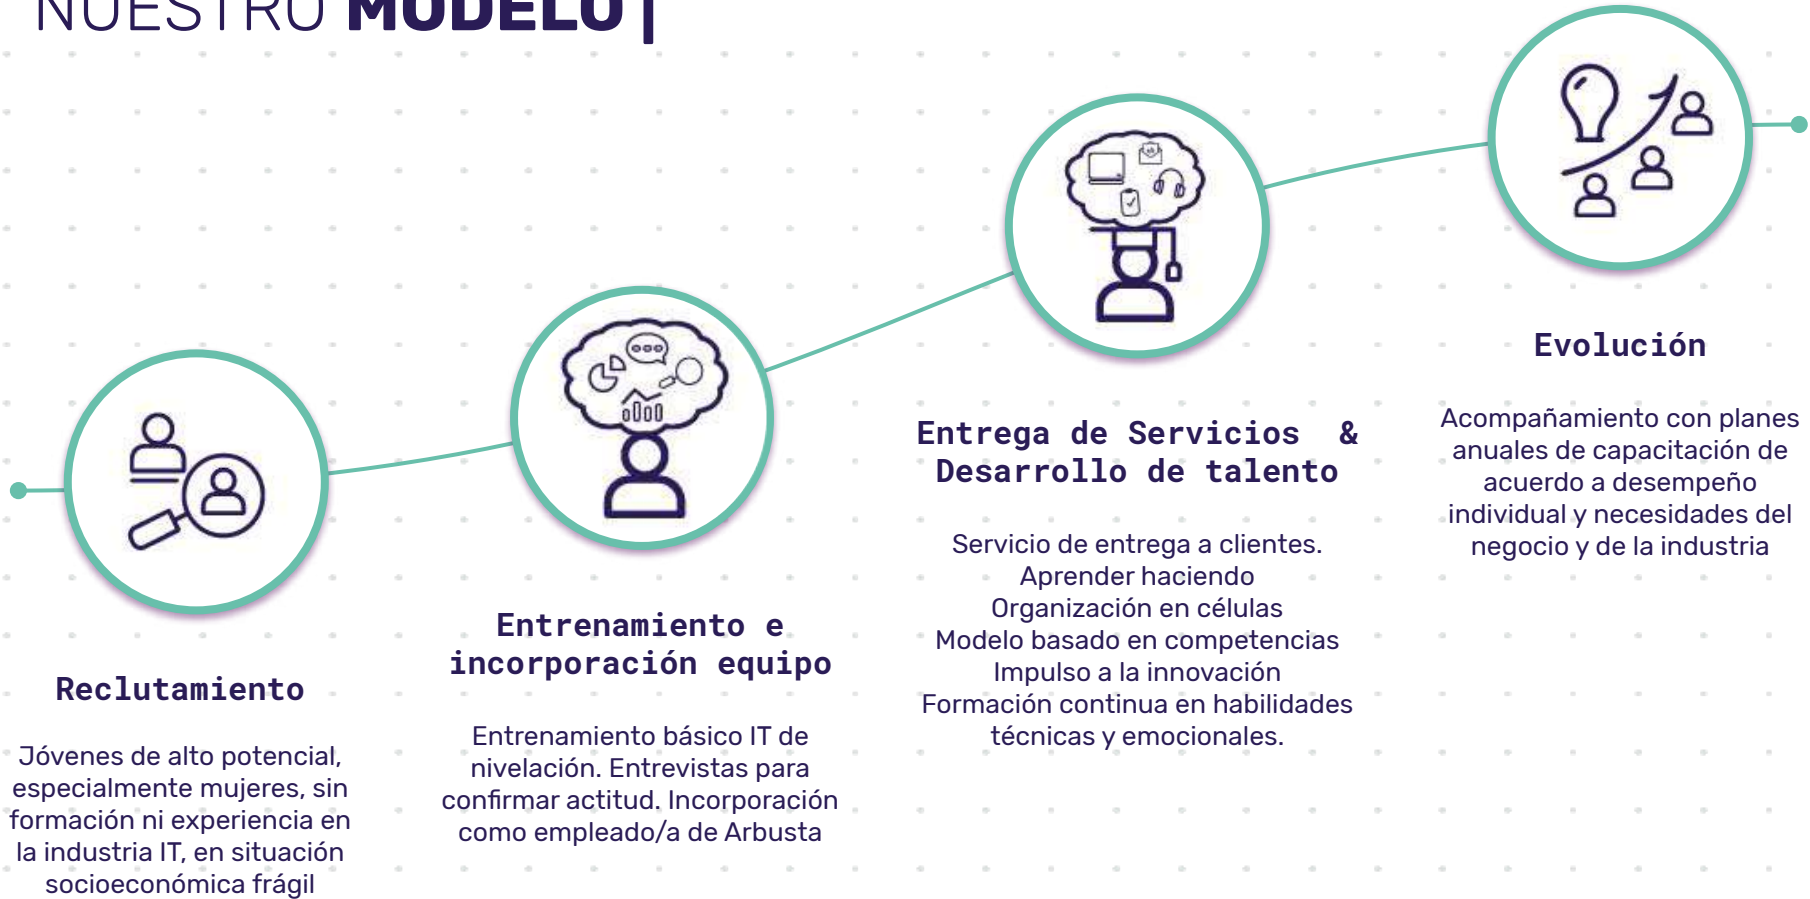 NUESTRO MODELO|
Reclutamiento
Jóvenes de alto potencial,
especialmente mujeres, sin
formación ni experiencia en
la industria IT, en situación
socioeconómica frágil
Entrenamiento e
incorporación equipo
Entrenamiento básico IT de
nivelación. Entrevistas para
confirmar actitud. Incorporación
como empleado/a de Arbusta
Entrega de Servicios &
Desarrollo de talento
Servicio de entrega a clientes.
Aprender haciendo
Organización en células
Modelo basado en competencias
Impulso a la innovación
Formación continua en habilidades
técnicas y emocionales.
Evolución
Acompañamiento con planes
anuales de capacitación de
acuerdo a desempeño
individual y necesidades del
negocio y de la industria